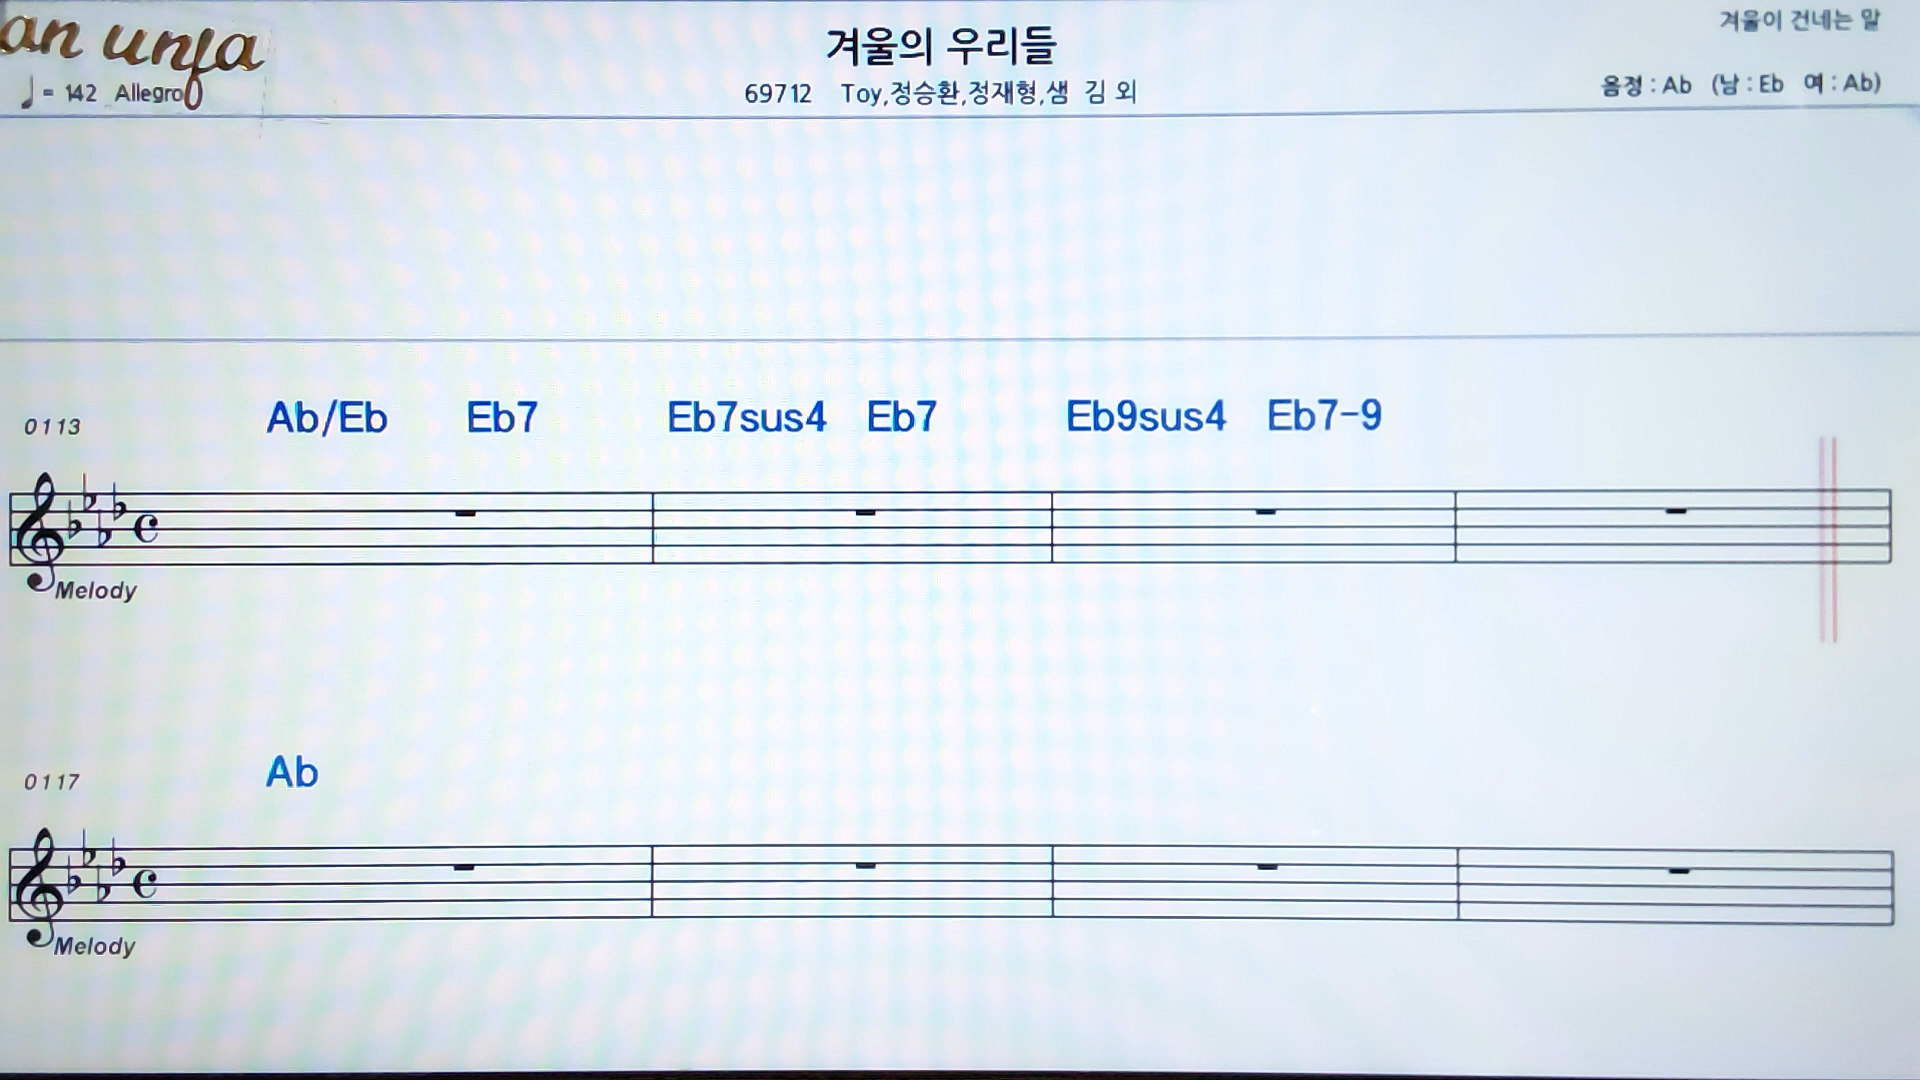 겨울이 건네는 말
겨울의 우리들
♩= 142 Allegro
69712 Toy,정승환,정재형,샘 김 외
음정 : Ab (남 : Eb 여 : Ab)
0113 Ab/Eb Eb7 Eb7sus4 Eb7 Eb9sus4 Eb7-9
Melody
0117 Ab
Melody